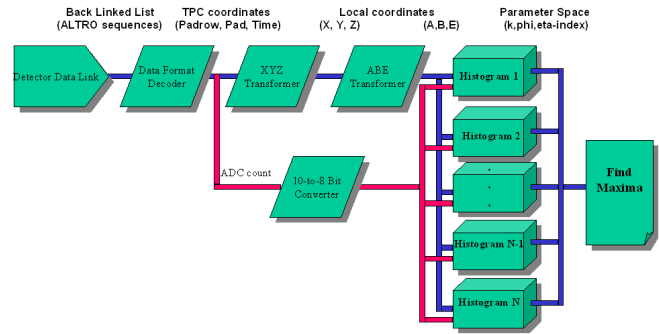 Back Linked List
(ALTRO sequences)
TPC coordinates
(Padrow, Pad, Time)
Local coordinates
(X, Y, Z)
(A,B,E)
Parameter Space
(k,phi,eta-index)
Detector Data Link
Data Format
Decoder
XYZ
Transformer
ABE
Transformer
Histogram 1
Histogram 2
.
.
.
Histogram N-1
Histogram N
ADC count
10-to-8 Bit
Converter
Find
Maxima